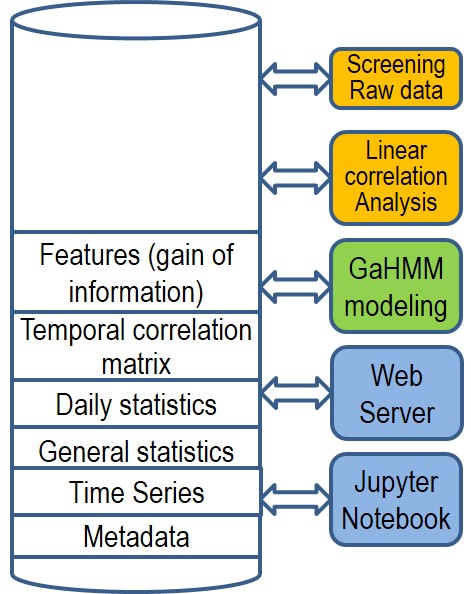 Screening
Raw data
Linear
correlation
Analysis
Features (gain of
information)
GaHMM
modeling
Temporal correlation
matrix
Daily statistics
Web
Server
General statistics
Time Series
Jupyter
Notebook
Metadata